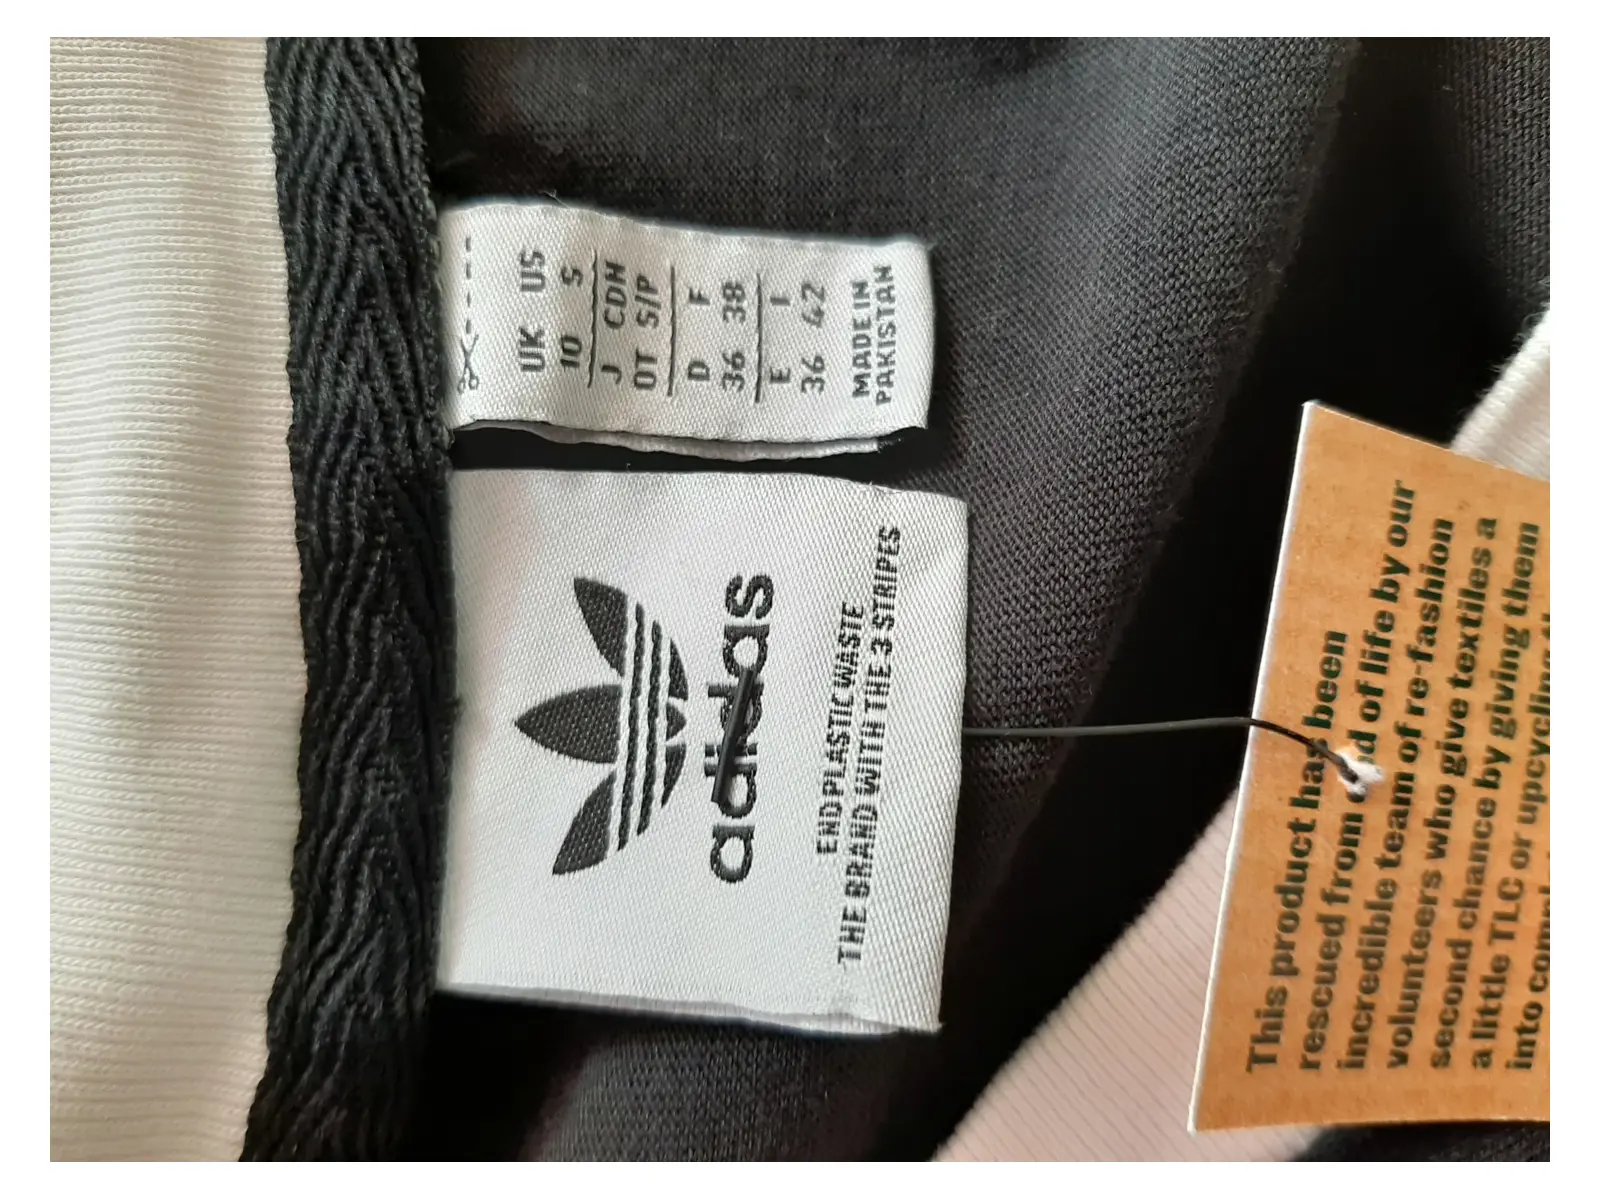 UK US
10 S
J CDN
OT S/P
D F
36 38
E I
36 42
MADE IN
PAKISTAN
adidas
END PLASTIC WASTE
THE BRAND WITH THE 3 STRIPES
This product has been
rescued from end of life by our
incredible team of re-fashion
volunteers who give textiles a
second chance by giving them
a little TLC or upcycling
into